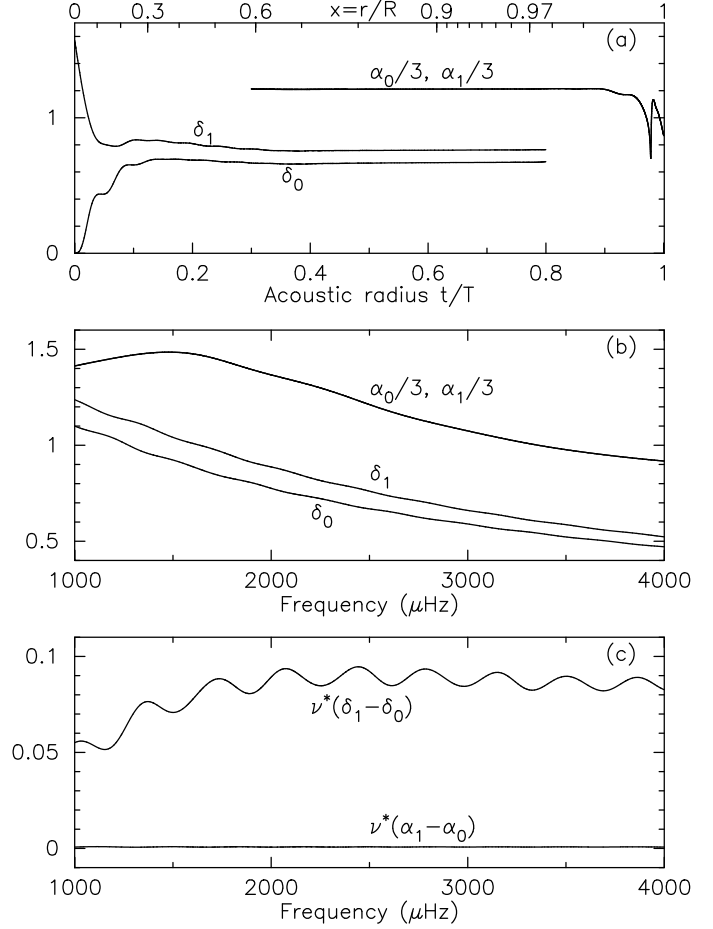 0 0.3 0.6 x=r/R 0.9 0.97 1
(a)
α₀/3, α₁/3
1
δ₁
δ₀
0
0 0.2 0.4 0.6 0.8 1
Acoustic radius t/T
(b)
1.5
α₀/3, α₁/3
1
δ₁
δ₀
0.5
1000 2000 3000 4000
Frequency (μHz)
0.1
(c)
ν*(δ₁−δ₀)
0.05
ν*(α₁−α₀)
0
1000 2000 3000 4000
Frequency (μHz)